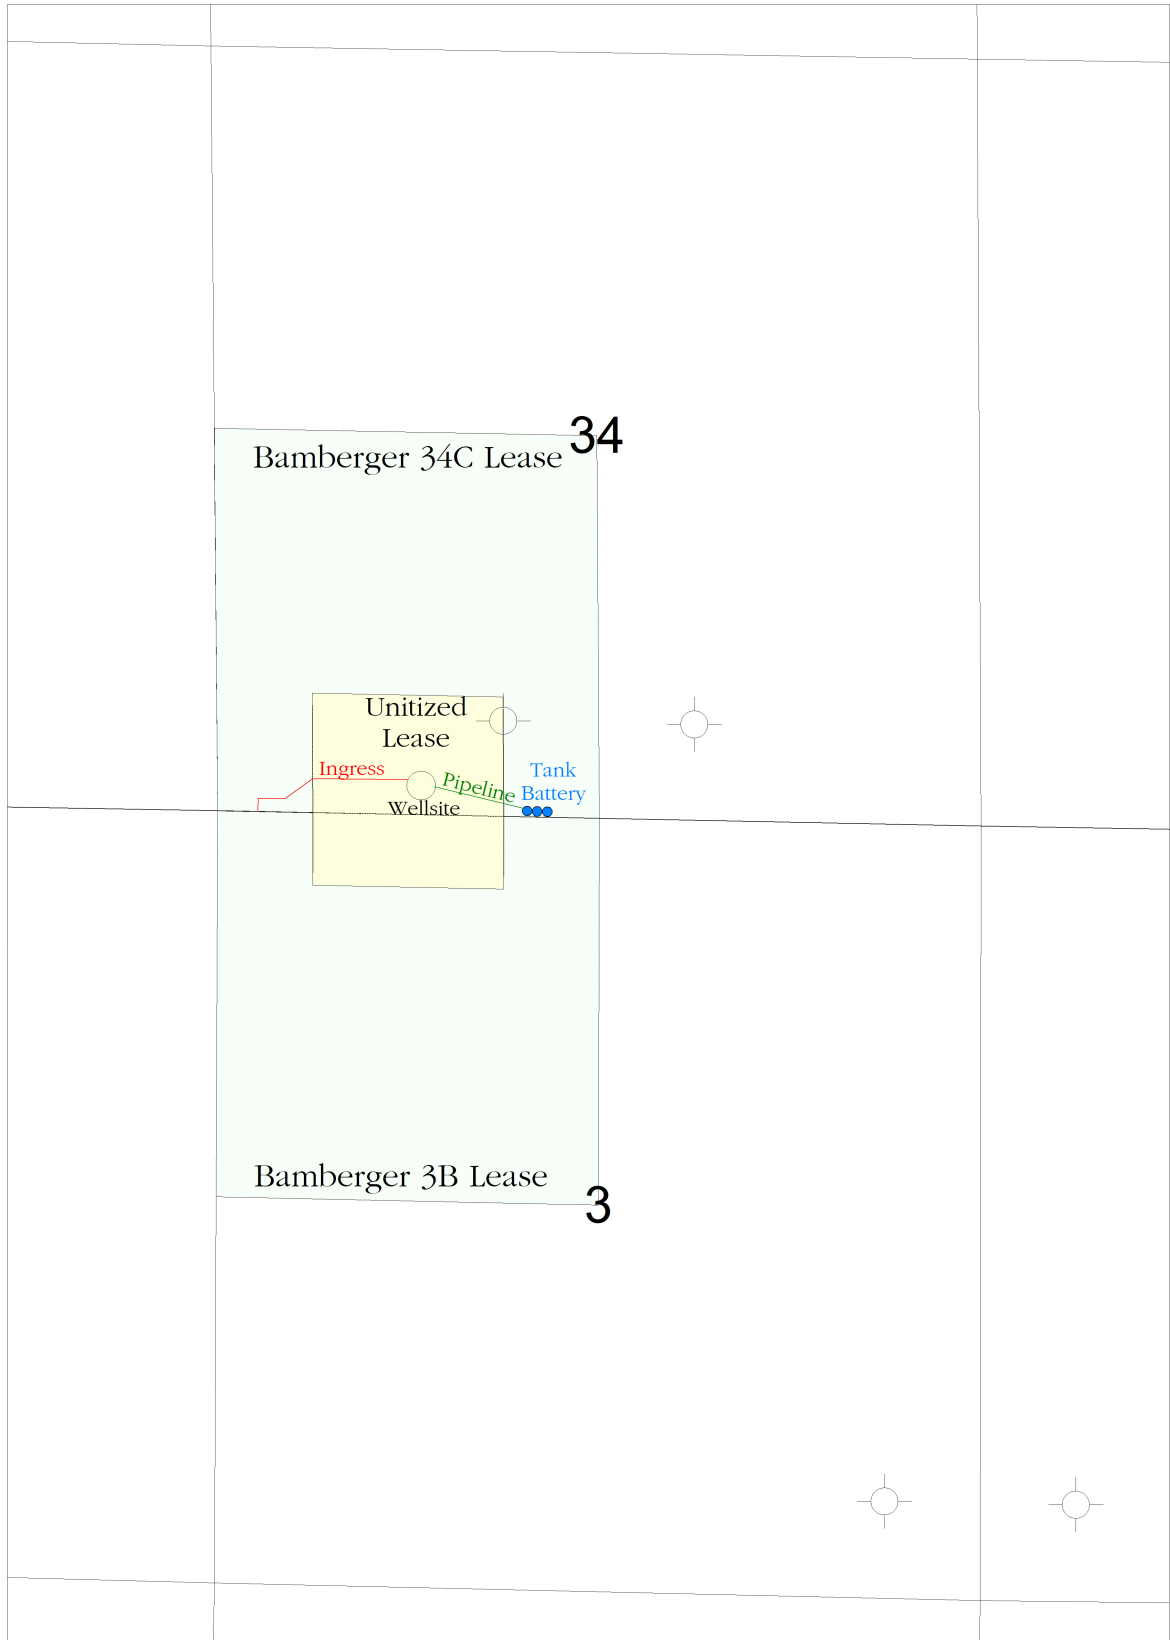 34
Bamberger 34C Lease
Unitized
Lease
Ingress
Pipeline
Tank
Battery
Wellsite
Bamberger 3B Lease
3